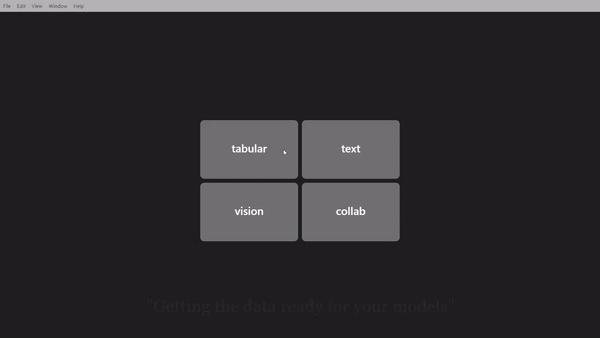 File Edit View Window Help
tabular text
vision collab
"Getting the data ready for your models"